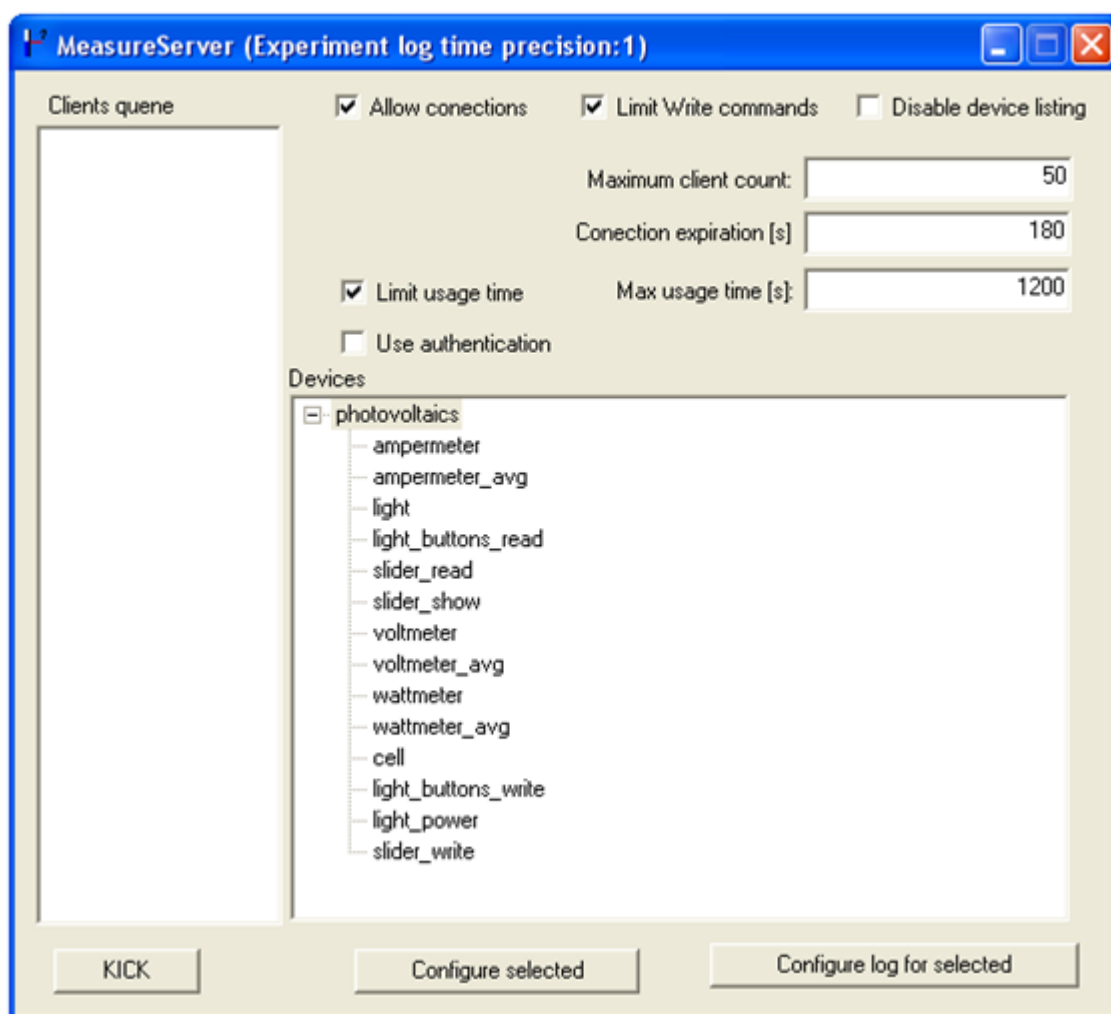 MeasureServer (Experiment log time precision:1)
Clients quene
Allow conections
Limit Write commands
Disable device listing
Maximum client count: 50
Conection expiration [s] 180
Limit usage time
Max usage time [s]: 1200
Use authentication
Devices
photovoltaics
ampermeter
ampermeter_avg
light
light_buttons_read
slider_read
slider_show
voltmeter
voltmeter_avg
wattmeter
wattmeter_avg
cell
light_buttons_write
light_power
slider_write
KICK
Configure selected
Configure log for selected